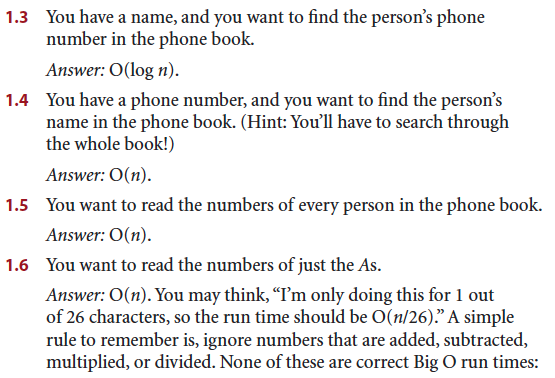 1.3 You have a name, and you want to find the person’s phone
number in the phone book.
Answer: O(log n).
1.4 You have a phone number, and you want to find the person’s
name in the phone book. (Hint: You’ll have to search through
the whole book!)
Answer: O(n).
1.5 You want to read the numbers of every person in the phone book.
Answer: O(n).
1.6 You want to read the numbers of just the As.
Answer: O(n). You may think, “I’m only doing this for 1 out
of 26 characters, so the run time should be O(n/26).” A simple
rule to remember is, ignore numbers that are added, subtracted,
multiplied, or divided. None of these are correct Big O run times: